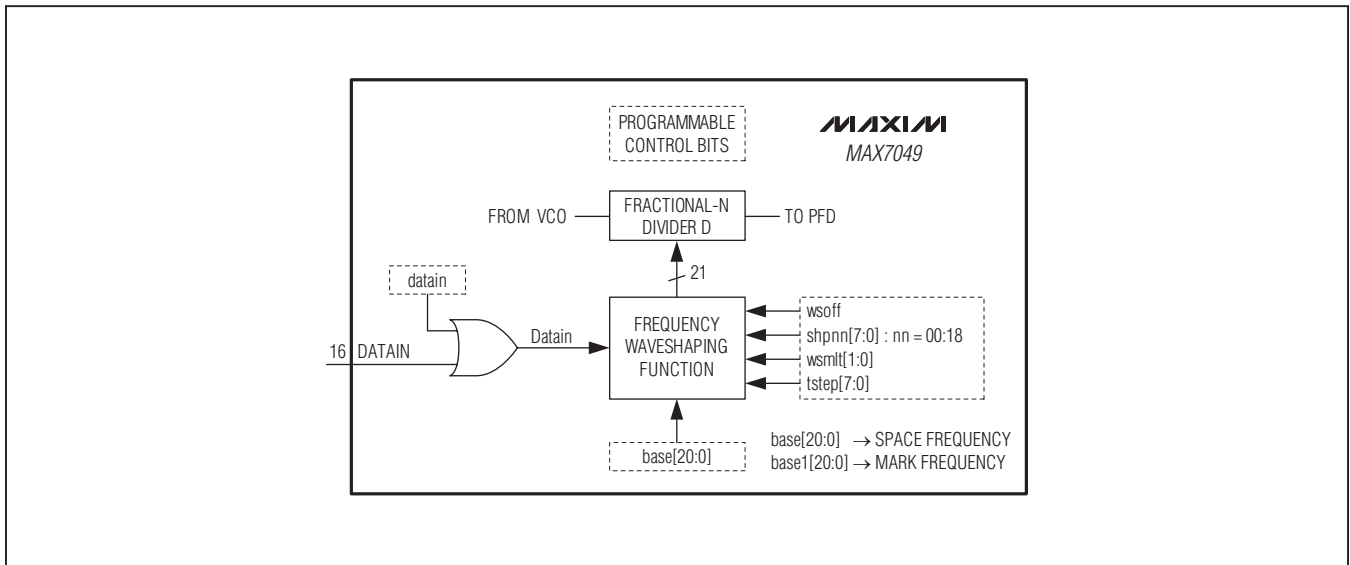 PROGRAMMABLE
CONTROL BITS
MAXIM
MAX7049
FROM VCO
FRACTIONAL-N
DIVIDER D
TO PFD
21
datain
16 DATAIN
Datain
FREQUENCY
WAVESHAPING
FUNCTION
wsoff
shpnn[7:0] : nn = 00:18
wsmlt[1:0]
tstep[7:0]
base[20:0]
base[20:0] → SPACE FREQUENCY
base1[20:0] → MARK FREQUENCY